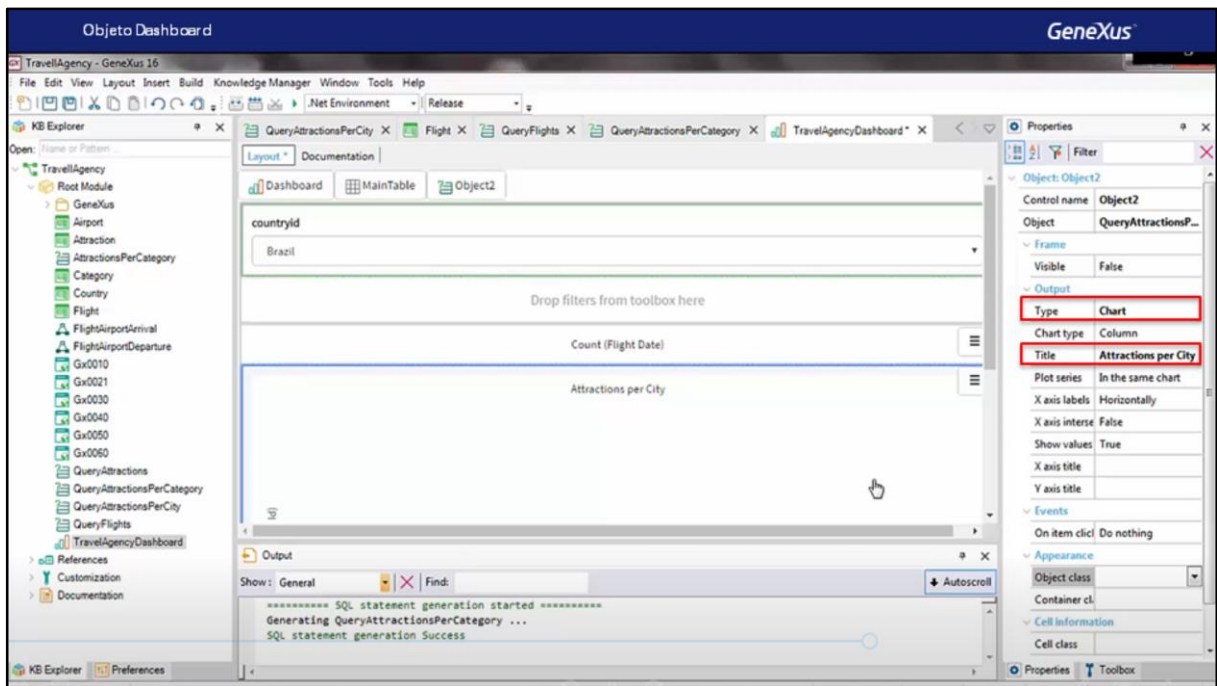 Objeto Dashboard
GeneXus
TravellAgency - GeneXus 16
File Edit View Layout Insert Build Knowledge Manager Window Tools Help
.Net Environment Release
KB Explorer
Open: Name or Pattern ...
TravellAgency
Root Module
GeneXus
Airport
Attraction
AttractionsPerCategory
Category
Country
Flight
FlightAirportArrival
FlightAirportDeparture
Gx0010
Gx0021
Gx0030
Gx0040
Gx0050
Gx0060
QueryAttractions
QueryAttractionsPerCategory
QueryAttractionsPerCity
QueryFlights
TravelAgencyDashboard
References
Customization
Documentation
KB Explorer Preferences
QueryAttractionsPerCity X Flight X QueryFlights X QueryAttractionsPerCategory X TravelAgencyDashboard * X
Layout * Documentation
Dashboard MainTable Object2
countryid
Brazil
Drop filters from toolbox here
Count (Flight Date)
Attractions per City
Output
Show: General Find: Autoscroll
========== SQL statement generation started ==========
Generating QueryAttractionsPerCategory ...
SQL statement generation Success
Properties
Filter
Object: Object2
Control name Object2
Object QueryAttractionsP...
Frame
Visible False
Output
Type Chart
Chart type Column
Title Attractions per City
Plot series In the same chart
X axis labels Horizontally
X axis interse False
Show values True
X axis title
Y axis title
Events
On item clicl Do nothing
Appearance
Object class
Container cl
Cell information
Cell class
Properties Toolbox